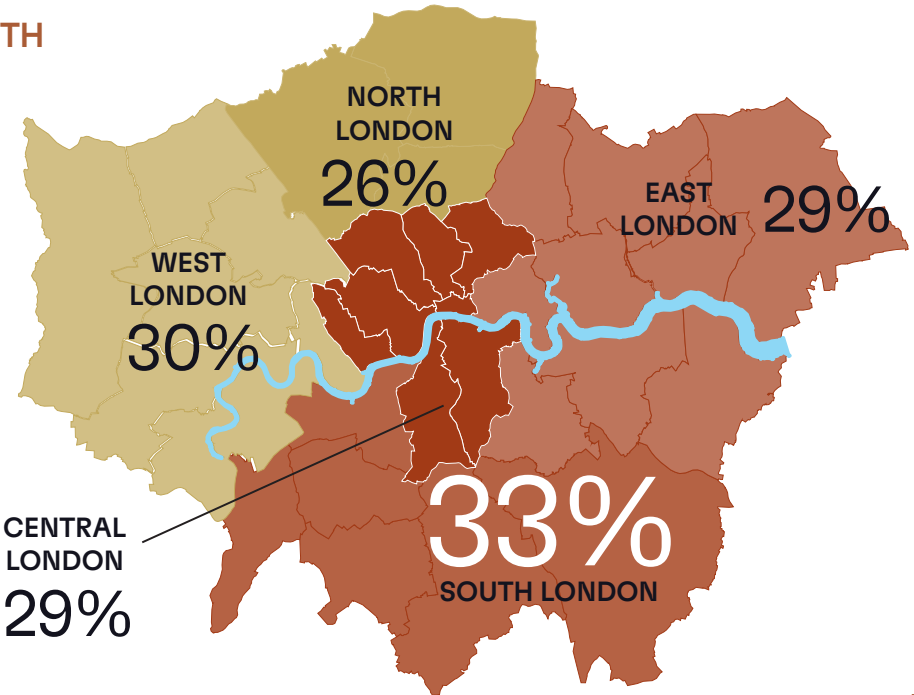 TH
NORTH
LONDON
26%
EAST
LONDON
29%
WEST
LONDON
30%
CENTRAL
LONDON
29%
33%
SOUTH LONDON